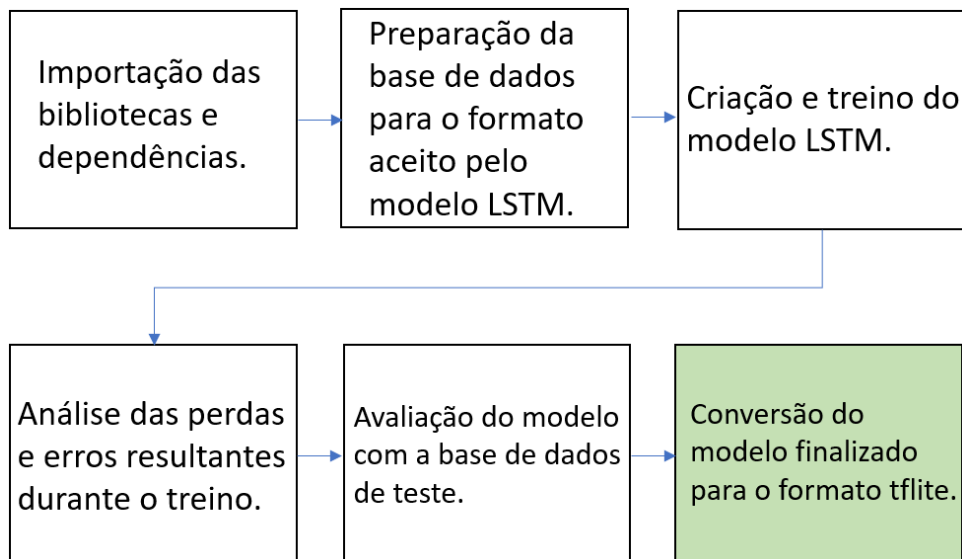 Importação das
bibliotecas e
dependências.
Preparação da
base de dados
para o formato
aceito pelo
modelo LSTM.
Criação e treino do
modelo LSTM.
Análise das perdas
e erros resultantes
durante o treino.
Avaliação do modelo
com a base de dados
de teste.
Conversão do
modelo finalizado
para o formato tflite.